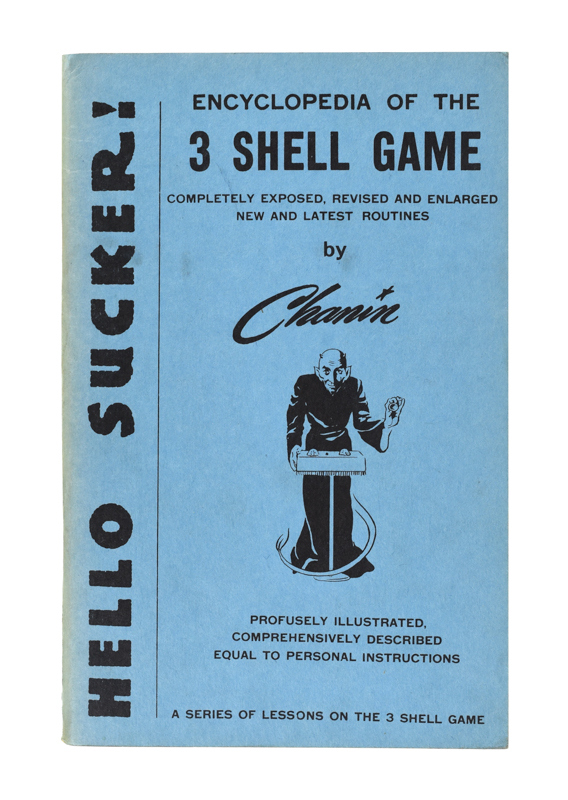 HELLO SUCKER!
ENCYCLOPEDIA OF THE
3 SHELL GAME
COMPLETELY EXPOSED, REVISED AND ENLARGED
NEW AND LATEST ROUTINES
by
Chanin
PROFUSELY ILLUSTRATED,
COMPREHENSIVELY DESCRIBED
EQUAL TO PERSONAL INSTRUCTIONS
A SERIES OF LESSONS ON THE 3 SHELL GAME